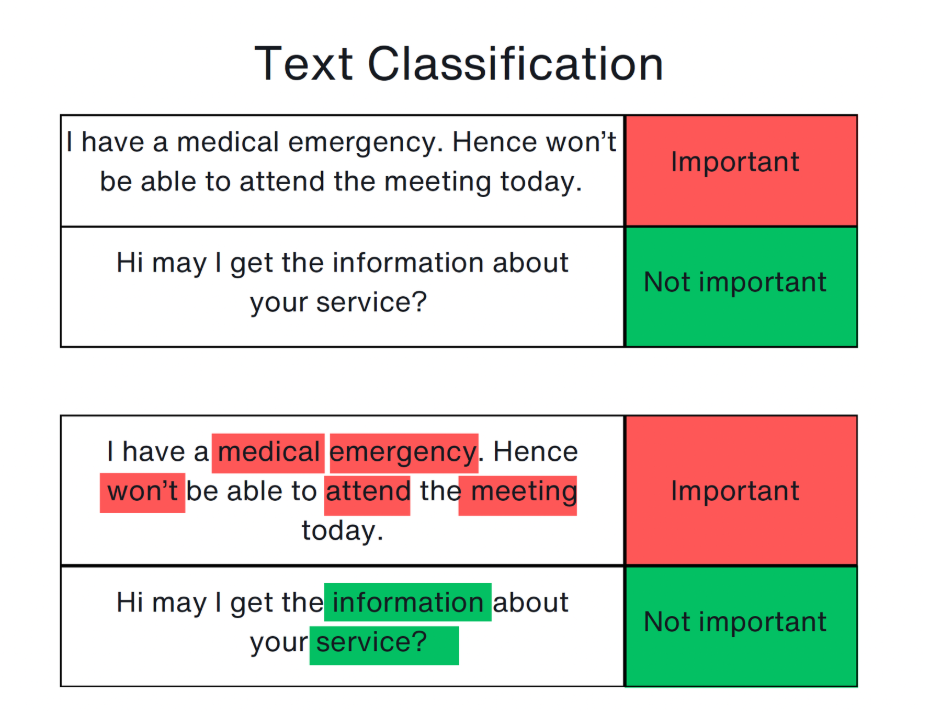 Text Classification
I have a medical emergency. Hence won't
be able to attend the meeting today.
Important
Hi may I get the information about
your service?
Not important
I have a medical emergency. Hence
won't be able to attend the meeting
today.
Important
Hi may I get the information about
your service?
Not important